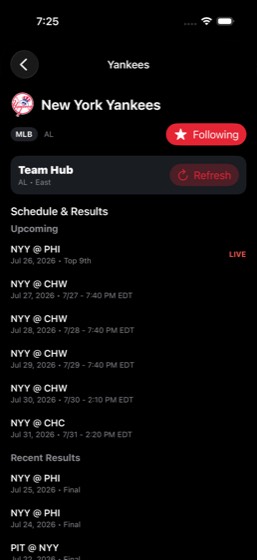 7:25
Yankees
New York Yankees
MLB AL
Following
Team Hub
AL • East
Refresh
Schedule & Results
Upcoming
NYY @ PHI
Jul 26, 2026 • Top 9th
LIVE
NYY @ CHW
Jul 27, 2026 • 7/27 - 7:40 PM EDT
NYY @ CHW
Jul 28, 2026 • 7/28 - 7:40 PM EDT
NYY @ CHW
Jul 29, 2026 • 7/29 - 7:40 PM EDT
NYY @ CHW
Jul 30, 2026 • 7/30 - 2:10 PM EDT
NYY @ CHC
Jul 31, 2026 • 7/31 - 2:20 PM EDT
Recent Results
NYY @ PHI
Jul 25, 2026 • Final
NYY @ PHI
Jul 24, 2026 • Final
PIT @ NYY
Jul 22, 2026 • Final